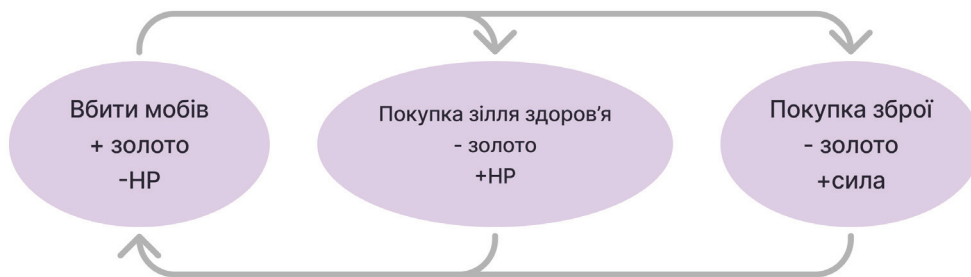 Вбити мобів
+ золото
-HP
Покупка зілля здоров’я
- золото
+HP
Покупка зброї
- золото
+сила